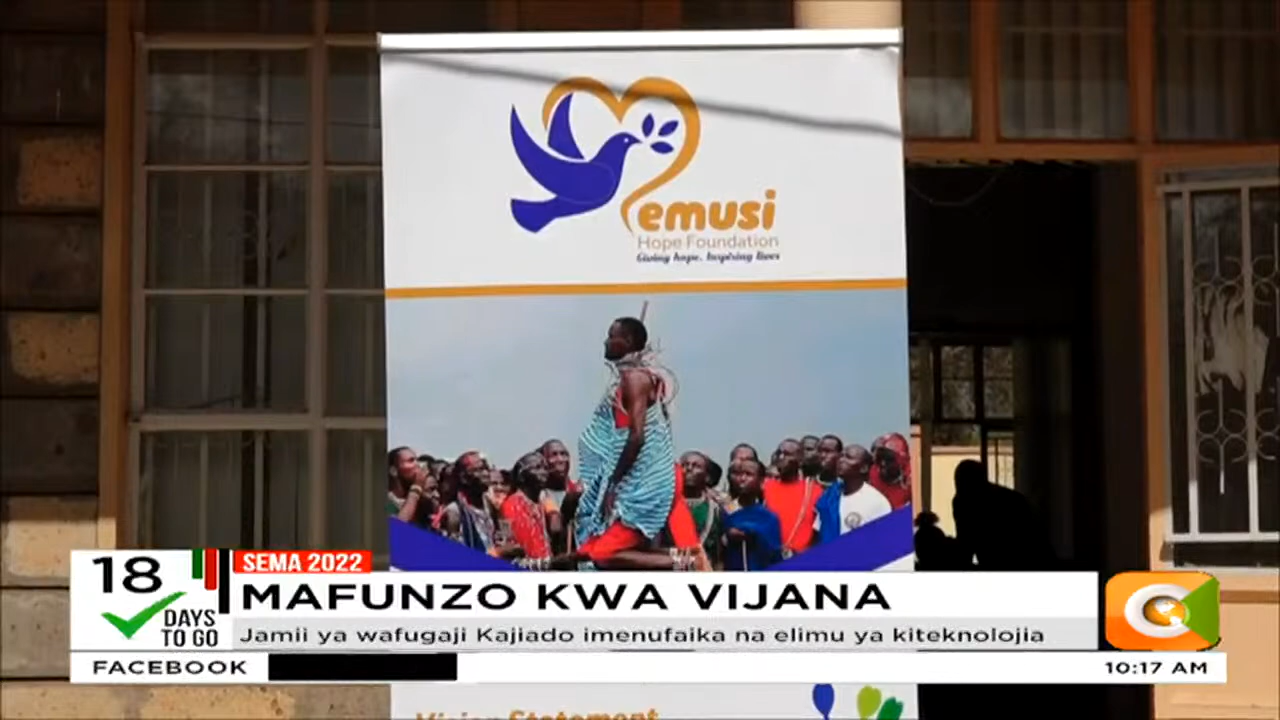 emusi
Hope Foundation
Giving hope, Inspiring lives
18
DAYS
TO GO
SEMA 2022
MAFUNZO KWA VIJANA
Jamii ya wafugaji Kajiado imenufaika na elimu ya kiteknolojia
FACEBOOK
10:17 AM
Vision Statement